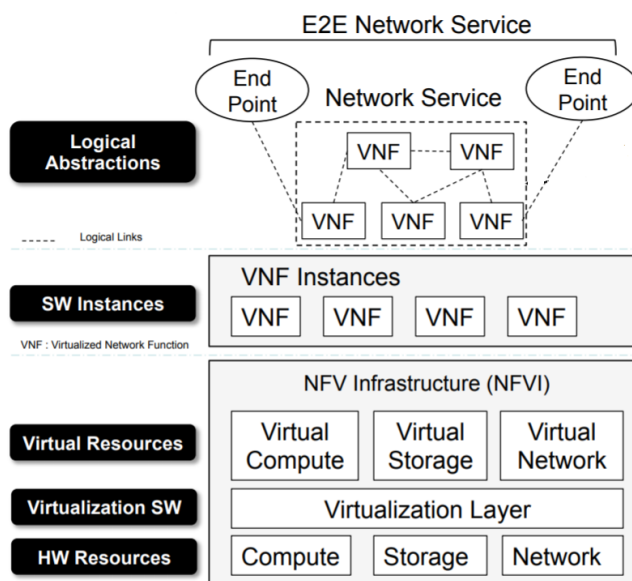 E2E Network Service
End
Point
End
Point
Network Service
Logical
Abstractions
VNF
VNF
VNF
VNF
VNF
Logical Links
VNF Instances
SW Instances
VNF
VNF
VNF
VNF
VNF : Virtualized Network Function
NFV Infrastructure (NFVI)
Virtual Resources
Virtual
Compute
Virtual
Storage
Virtual
Network
Virtualization SW
Virtualization Layer
HW Resources
Compute
Storage
Network